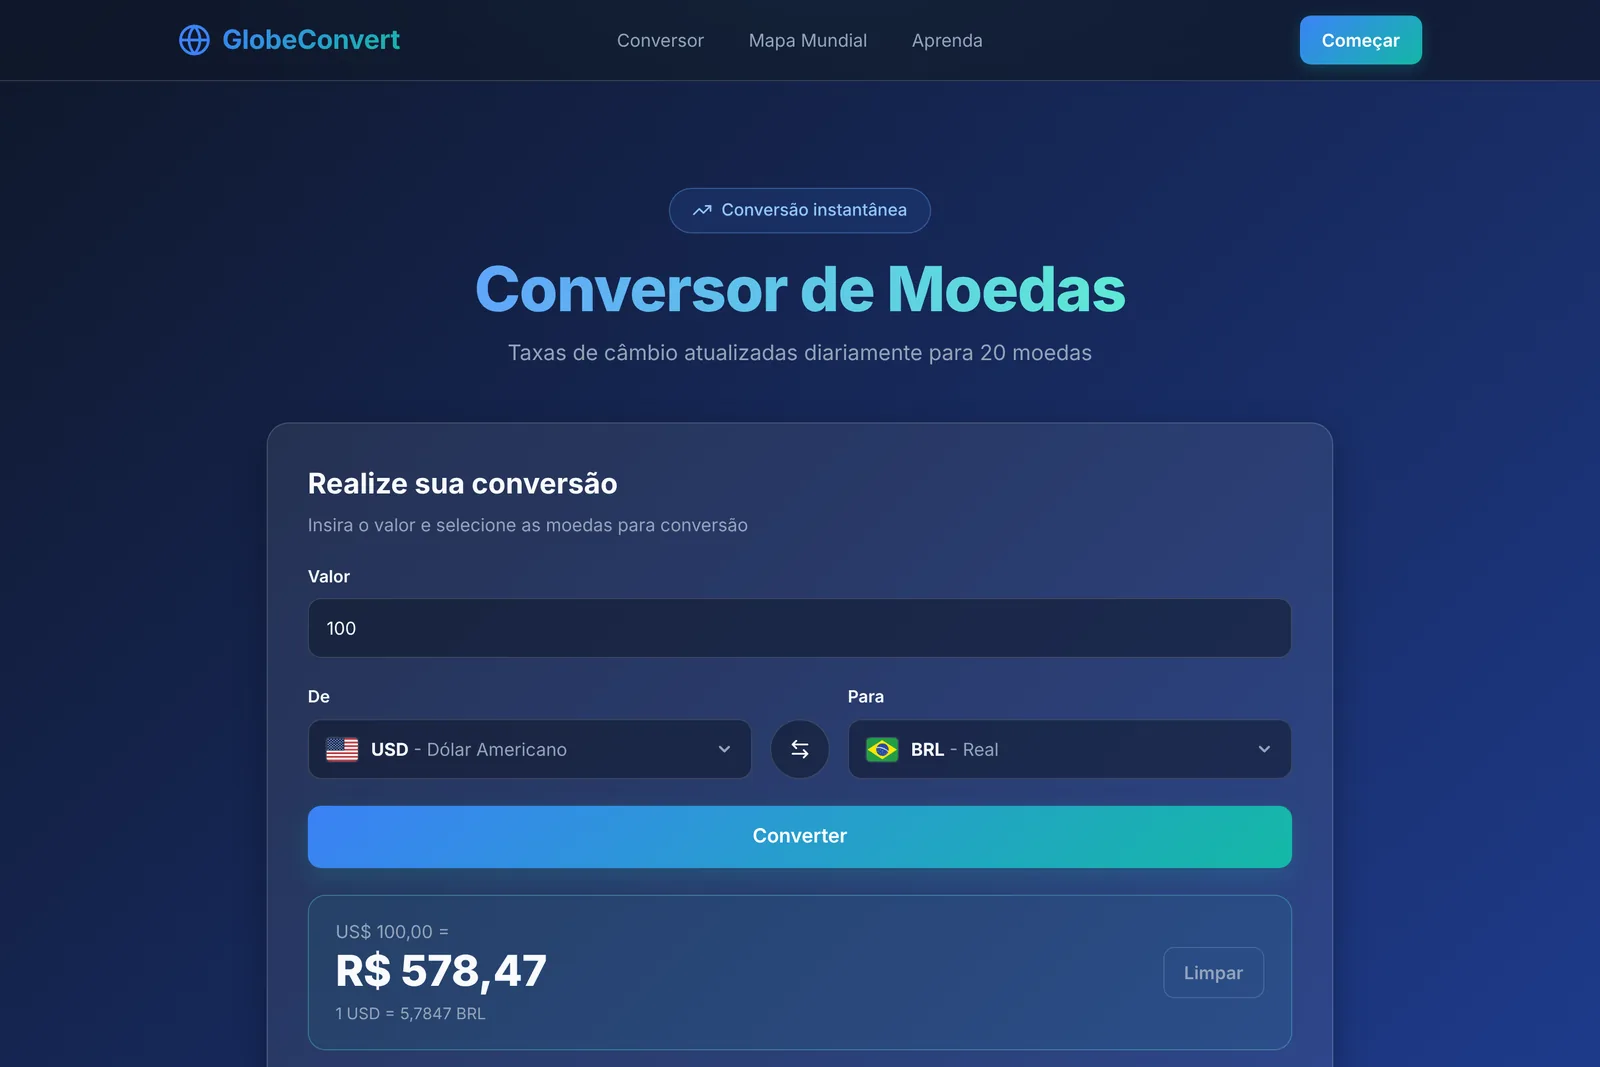 GlobeConvert
Conversor
Mapa Mundial
Aprenda
Começar
Conversão instantânea
Conversor de Moedas
Taxas de câmbio atualizadas diariamente para 20 moedas
Realize sua conversão
Insira o valor e selecione as moedas para conversão
Valor
100
De
Para
USD - Dólar Americano
BRL - Real
Converter
US$ 100,00 =
R$ 578,47
1 USD = 5,7847 BRL
Limpar